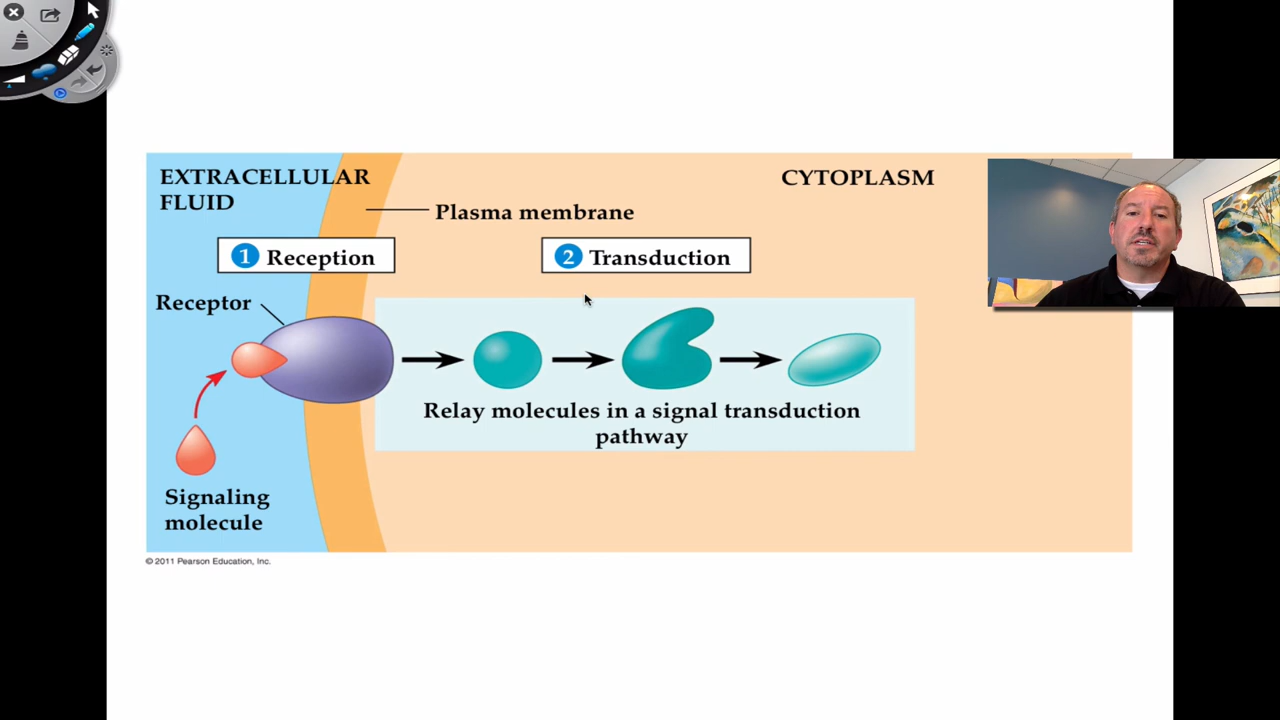 EXTRACELLULAR
FLUID
CYTOPLASM
Plasma membrane
1 Reception
2 Transduction
Receptor
Relay molecules in a signal transduction
pathway
Signaling
molecule
© 2011 Pearson Education, Inc.